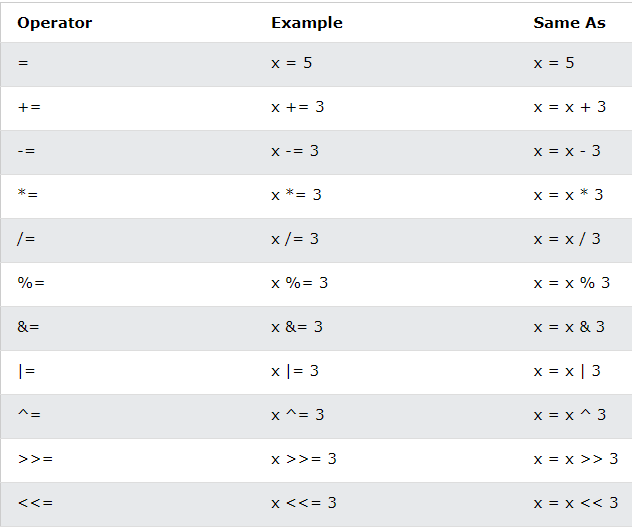 Operator Example Same As
= x = 5 x = 5
+= x += 3 x = x + 3
-= x -= 3 x = x - 3
*= x *= 3 x = x * 3
/= x /= 3 x = x / 3
%= x %= 3 x = x % 3
&= x &= 3 x = x & 3
|= x |= 3 x = x | 3
^= x ^= 3 x = x ^ 3
>>= x >>= 3 x = x >> 3
<<= x <<= 3 x = x << 3